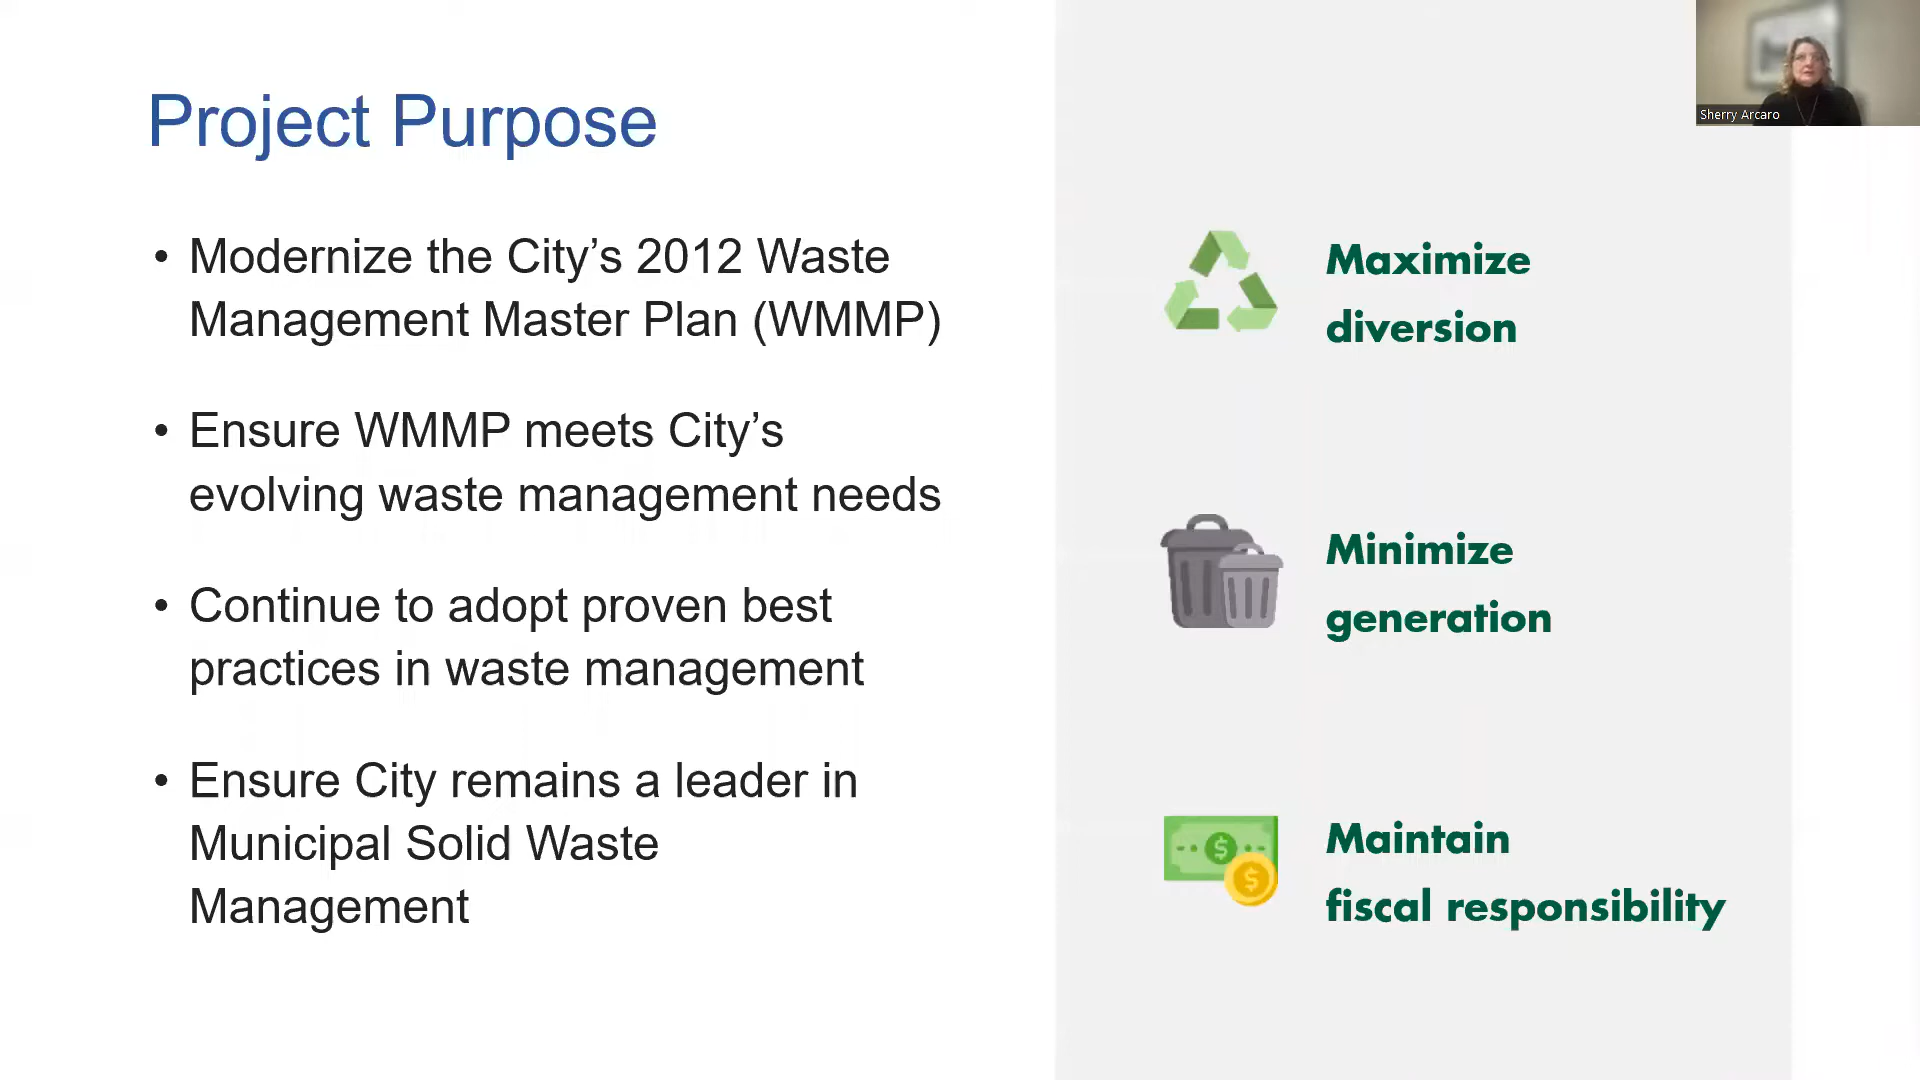 Project Purpose
• Modernize the City’s 2012 Waste
Management Master Plan (WMMP)
• Ensure WMMP meets City’s
evolving waste management needs
• Continue to adopt proven best
practices in waste management
• Ensure City remains a leader in
Municipal Solid Waste
Management
Maximize
diversion
Minimize
generation
$ $
Maintain
fiscal responsibility
Sherry Arcaro